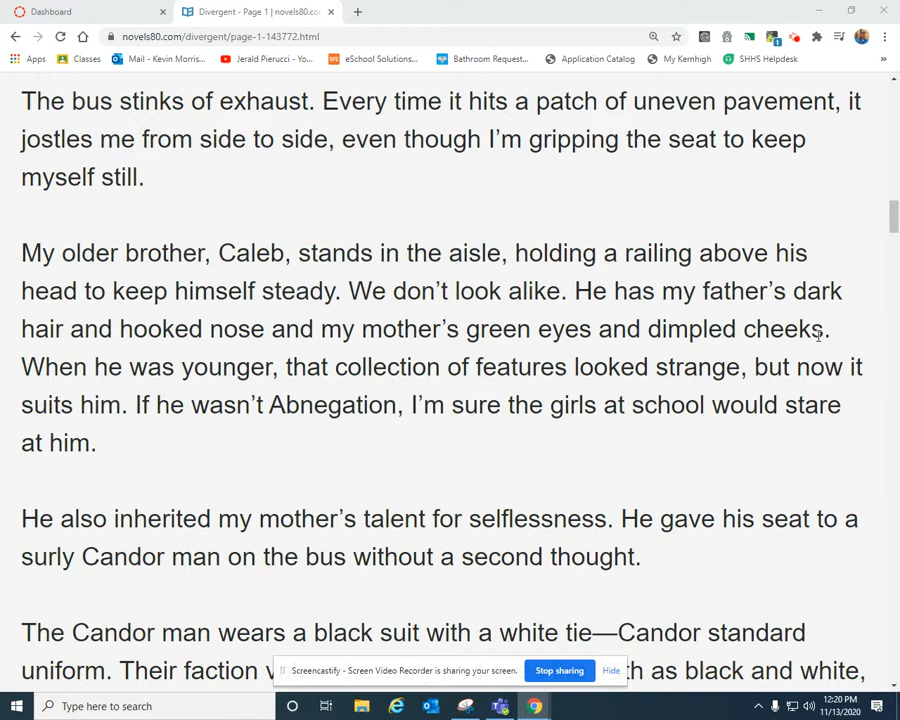 Dashboard
Divergent - Page 1 | novels80.co
novels80.com/divergent/page-1-143772.html
Apps Classes Mail - Kevin Morris... Jerald Pierucci - Yo... eSchool Solutions... Bathroom Request... Application Catalog My Kernhigh SHHS Helpdesk
The bus stinks of exhaust. Every time it hits a patch of uneven pavement, it
jostles me from side to side, even though I'm gripping the seat to keep
myself still.
My older brother, Caleb, stands in the aisle, holding a railing above his
head to keep himself steady. We don't look alike. He has my father's dark
hair and hooked nose and my mother's green eyes and dimpled cheeks.
When he was younger, that collection of features looked strange, but now it
suits him. If he wasn't Abnegation, I'm sure the girls at school would stare
at him.
He also inherited my mother's talent for selflessness. He gave his seat to a
surly Candor man on the bus without a second thought.
The Candor man wears a black suit with a white tie—Candor standard
uniform. Their faction v th as black and white,
Screencastify - Screen Video Recorder is sharing your screen. Stop sharing Hide
Type here to search
12:20 PM
11/13/2020